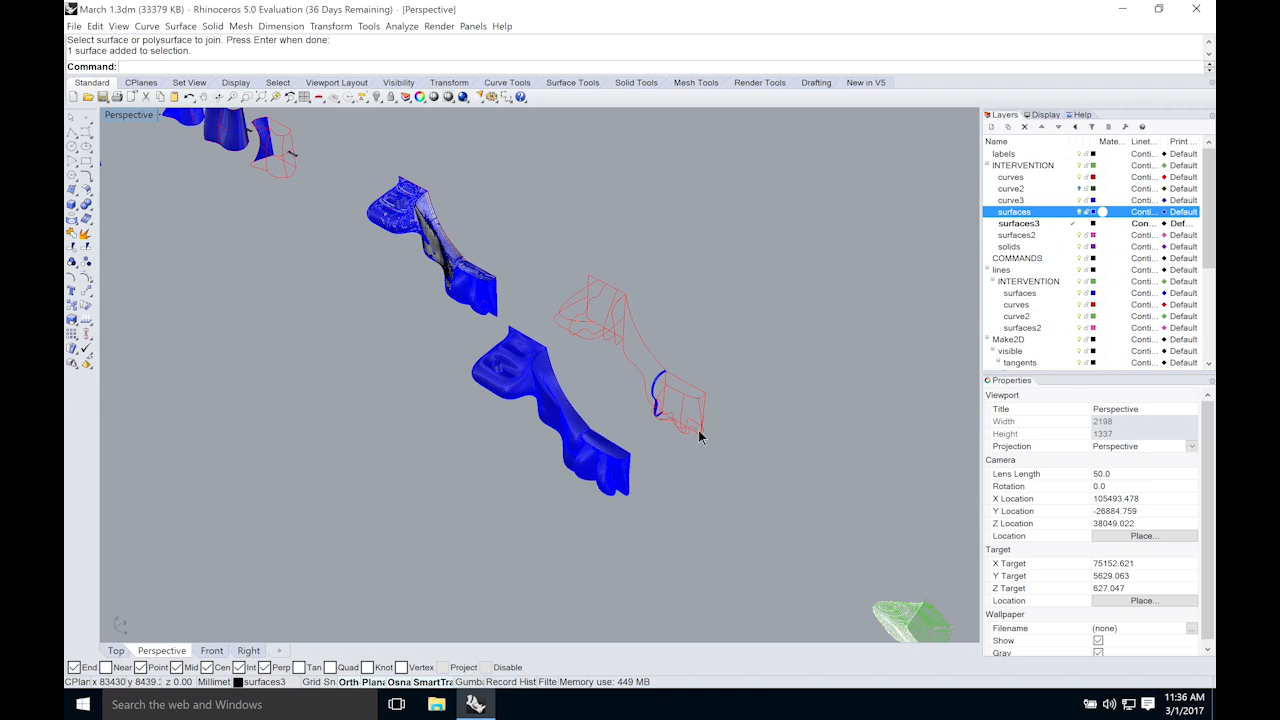 March 1.3dm (33379 KB) - Rhinoceros 5.0 Evaluation (36 Days Remaining) - [Perspective]
File Edit View Curve Surface Solid Mesh Dimension Transform Tools Analyze Render Panels Help
Select surface or polysurface to join. Press Enter when done:
1 surface added to selection.
Command:
Standard CPlanes Set View Display Select Viewport Layout Visibility Transform Curve Tools Surface Tools Solid Tools Mesh Tools Render Tools Drafting New in V5
Perspective
Layers Display Help
Name Mate... Linet... Print ...
labels Conti... Default
INTERVENTION Conti... Default
curves Conti... Default
curve2 Conti... Default
curve3 Conti... Default
surfaces Conti... Default
surfaces3 Con... Def...
surfaces2 Conti... Default
solids Conti... Default
COMMANDS Conti... Default
lines Conti... Default
INTERVENTION Conti... Default
surfaces Conti... Default
curves Conti... Default
curve2 Conti... Default
surfaces2 Conti... Default
Make2D Conti... Default
visible Conti... Default
tangents Conti... Default
Properties
Viewport
Title Perspective
Width 2198
Height 1337
Projection Perspective
Camera
Lens Length 50.0
Rotation 0.0
X Location 105493.478
Y Location -26884.759
Z Location 38049.022
Location Place...
Target
X Target 75152.621
Y Target 5629.063
Z Target 627.047
Location Place...
Wallpaper
Filename (none) ...
Show
Gray
Top Perspective Front Right
End Near Point Mid Cen Int Perp Tan Quad Knot Vertex Project Disable
CPlan x 83430 y 8439.2 z 0.00 Millimet surfaces3 Grid Sn Orth Plana Osna SmartTra Gumba Record Hist Filte Memory use: 449 MB
Search the web and Windows
11:36 AM
3/1/2017